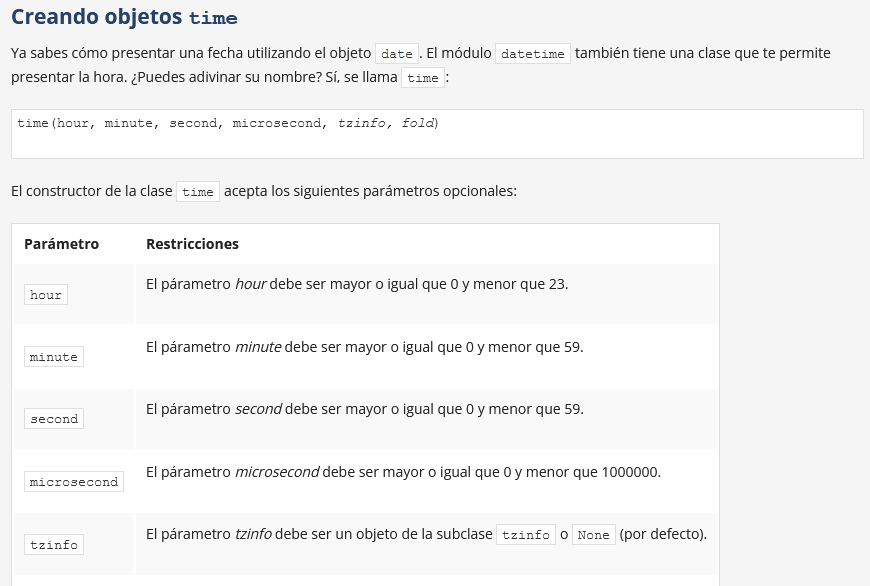 Creando objetos time
Ya sabes cómo presentar una fecha utilizando el objeto date. El módulo datetime también tiene una clase que te permite
presentar la hora. ¿Puedes adivinar su nombre? Sí, se llama time:
time(hour, minute, second, microsecond, tzinfo, fold)
El constructor de la clase time acepta los siguientes parámetros opcionales:
Parámetro Restricciones
hour El párametro hour debe ser mayor o igual que 0 y menor que 23.
minute El párametro minute debe ser mayor o igual que 0 y menor que 59.
second El párametro second debe ser mayor o igual que 0 y menor que 59.
microsecond El párametro microsecond debe ser mayor o igual que 0 y menor que 1000000.
tzinfo El párametro tzinfo debe ser un objeto de la subclase tzinfo o None (por defecto).